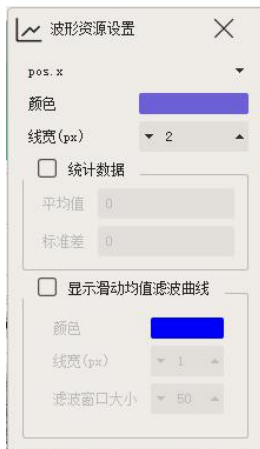 波形资源设置
pos.x
颜色
线宽(px) 2
统计数据
平均值 0
标准差 0
显示滑动均值滤波曲线
颜色
线宽(px) 1
滤波窗口大小 50